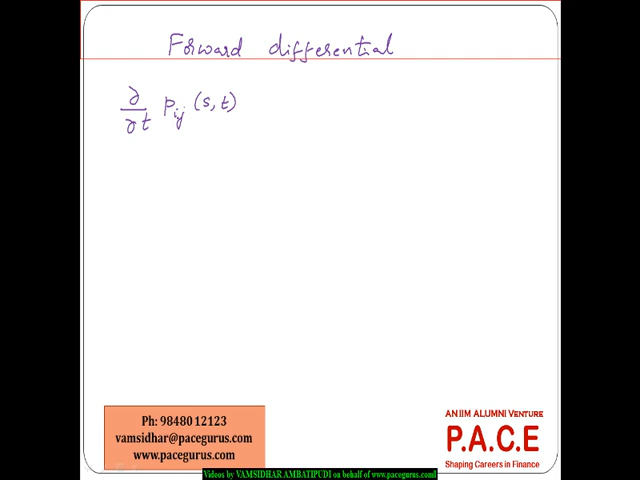 Forward differential
∂/∂t p_ij (s, t)
Ph: 98480 12123
vamsidhar@pacegurus.com
www.pacegurus.com
AN IIM ALUMNI VENTURE
P.A.C.E
Shaping Careers in Finance
Videos by VAMSIDHAR AMBATIPUDI on behalf of www.pacegurus.com